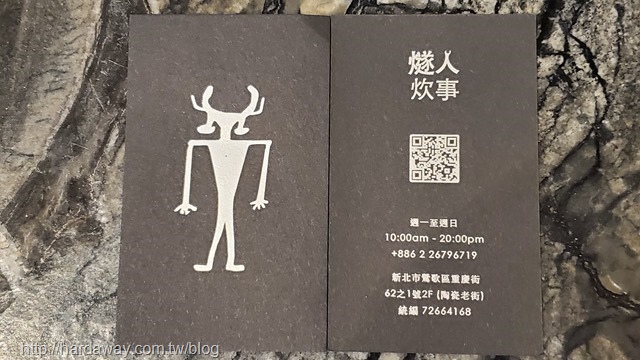 燧人
炊事
週一至週日
10:00am - 20:00pm
+886 2 26796719
新北市鶯歌區重慶街
62之1號2F (陶瓷老街)
統編 72664168
http://hardaway.com.tw/blog